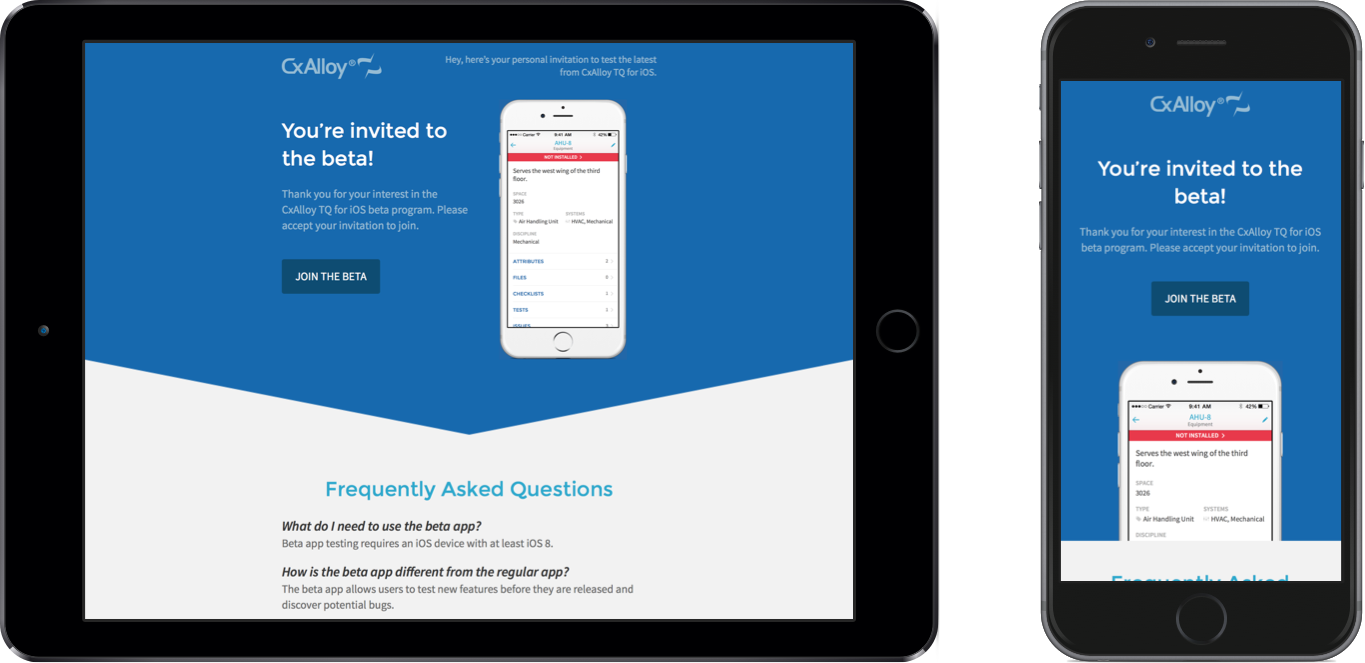 CxAlloy®
Hey, here's your personal invitation to test the latest
from CxAlloy TQ for iOS.
You're invited to
the beta!
Thank you for your interest in the
CxAlloy TQ for iOS beta program. Please
accept your invitation to join.
JOIN THE BETA
Carrier 9:41 AM 42%
AHU-8
Equipment
NOT INSTALLED >
Serves the west wing of the third
floor.
SPACE
3026
TYPE SYSTEMS
Air Handling Unit HVAC, Mechanical
DISCIPLINE
Mechanical
ATTRIBUTES 3 >
FILES 0 >
CHECKLISTS 1 >
TESTS 1 >
ISSUES
Frequently Asked Questions
What do I need to use the beta app?
Beta app testing requires an iOS device with at least iOS 8.
How is the beta app different from the regular app?
The beta app allows users to test new features before they are released and
discover potential bugs.
CxAlloy®
You're invited to the
beta!
Thank you for your interest in the CxAlloy TQ for iOS
beta program. Please accept your invitation to join.
JOIN THE BETA
Carrier 9:41 AM 42%
AHU-8
Equipment
NOT INSTALLED >
Serves the west wing of the third
floor.
SPACE
3026
TYPE SYSTEMS
Air Handling Unit HVAC, Mechanical
DISCIPLINE
Frequently Asked